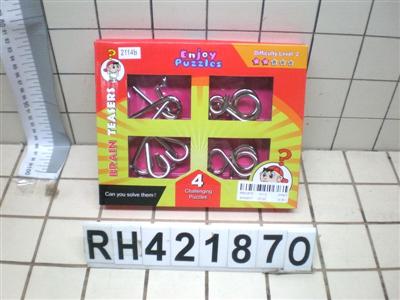 2114b
Enjoy
Puzzles
Difficulty Level: 2
BRAIN TEASERS
4
Challenging
Puzzles
Can you solve them?
?
?
RH421870